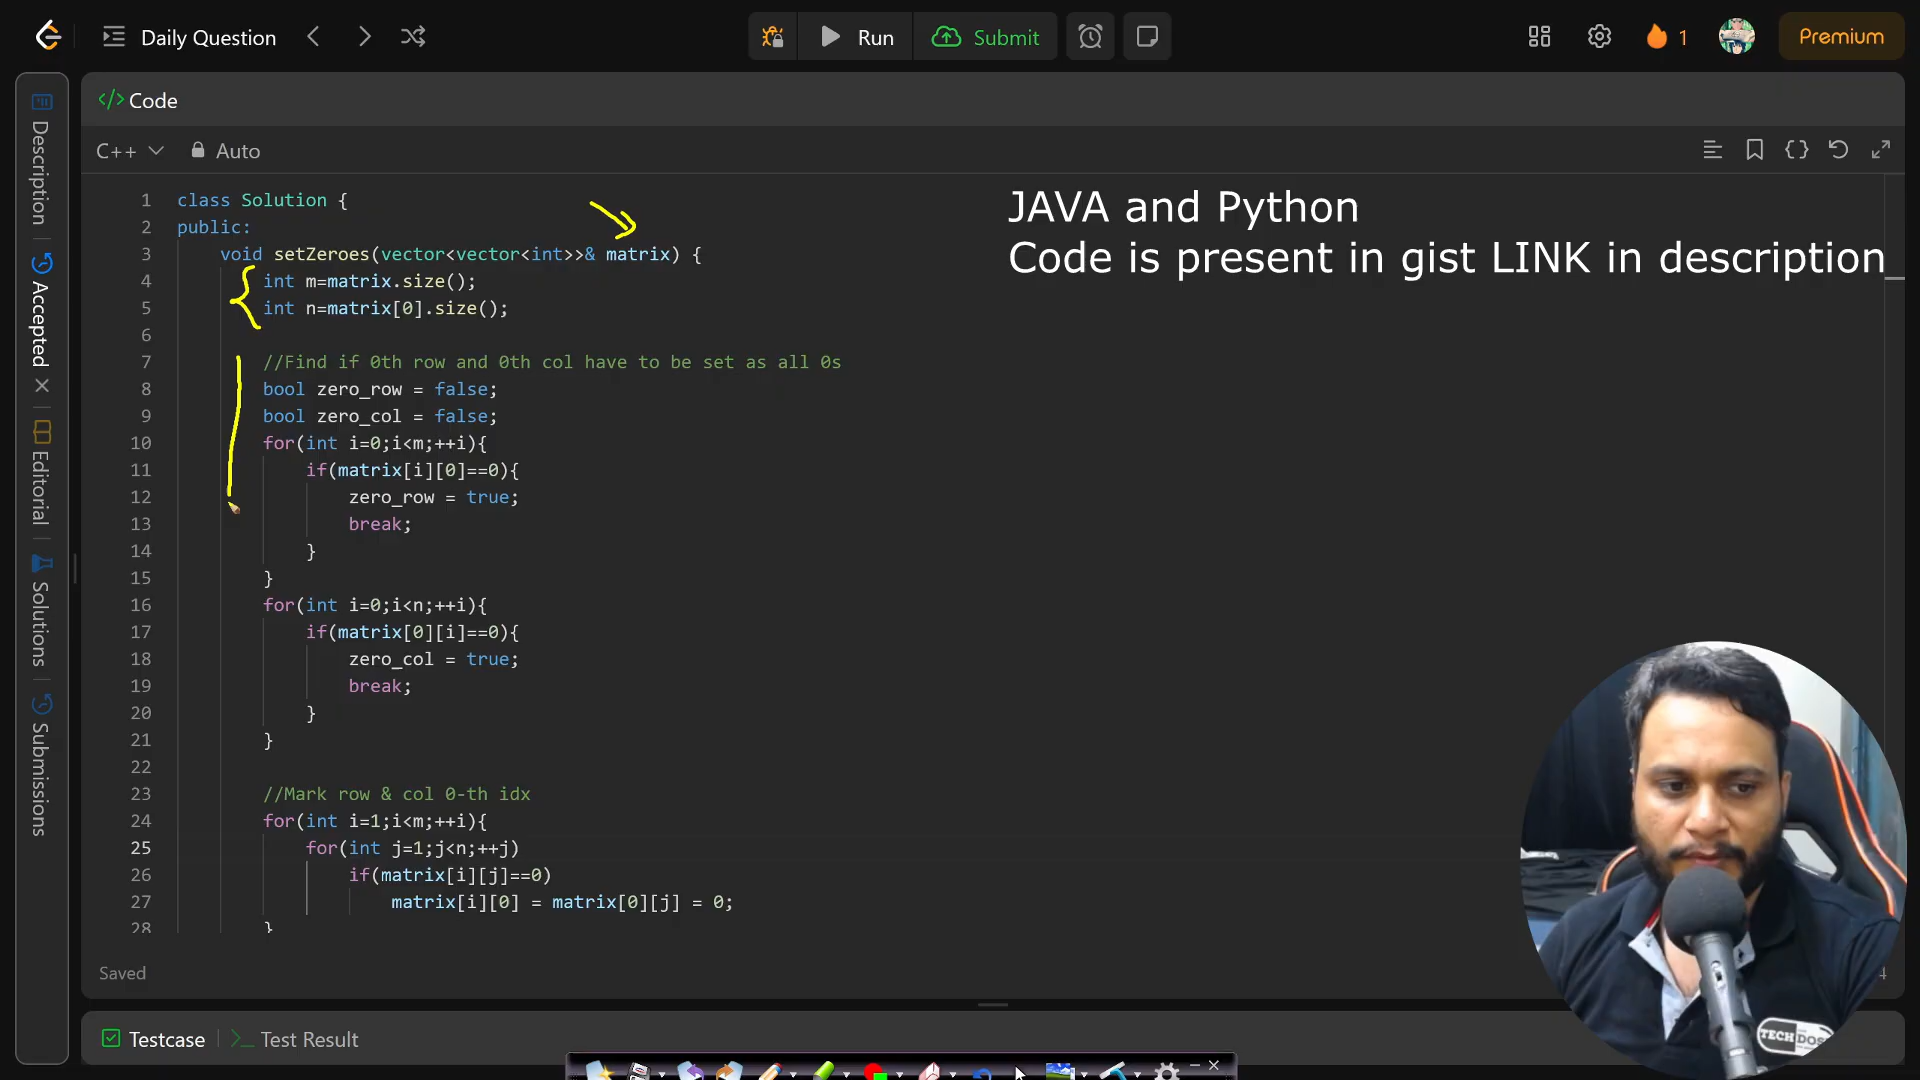 Daily Question
Run
Submit
1
Premium
Description
Accepted
Editorial
Solutions
Submissions
</> Code
C++
Auto
JAVA and Python
Code is present in gist LINK in description_
1 class Solution {
2 public:
3 void setZeroes(vector<vector<int>>& matrix) {
4 int m=matrix.size();
5 int n=matrix[0].size();
6
7 //Find if 0th row and 0th col have to be set as all 0s
8 bool zero_row = false;
9 bool zero_col = false;
10 for(int i=0;i<m;++i){
11 if(matrix[i][0]==0){
12 zero_row = true;
13 break;
14 }
15 }
16 for(int i=0;i<n;++i){
17 if(matrix[0][i]==0){
18 zero_col = true;
19 break;
20 }
21 }
22
23 //Mark row & col 0-th idx
24 for(int i=1;i<m;++i){
25 for(int j=1;j<n;++j)
26 if(matrix[i][j]==0)
27 matrix[i][0] = matrix[0][j] = 0;
28 }
Saved
Testcase
Test Result
TECH DOSE